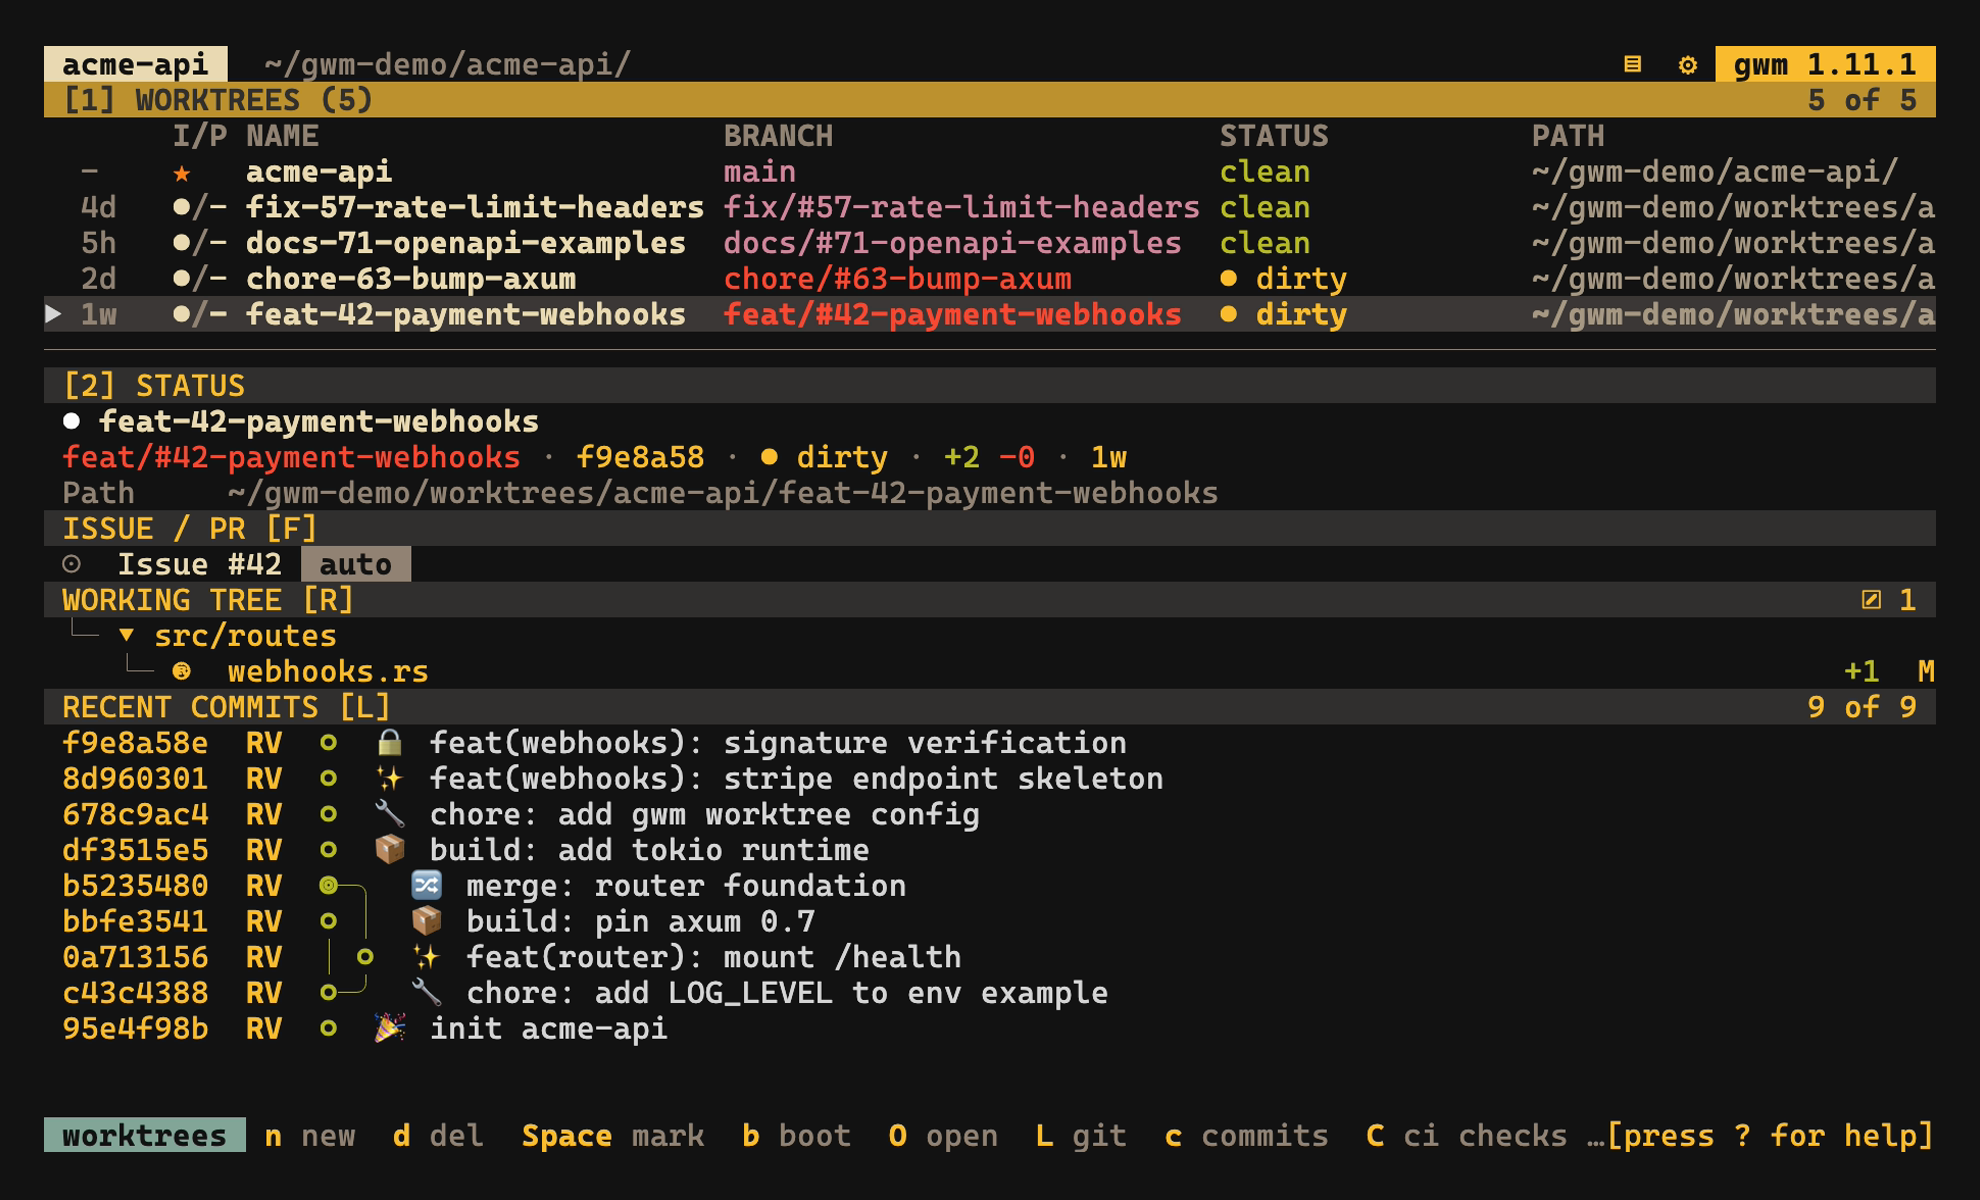 acme-api ~/gwm-demo/acme-api/ gwm 1.11.1
[1] WORKTREES (5) 5 of 5
I/P NAME BRANCH STATUS PATH
- ★ acme-api main clean ~/gwm-demo/acme-api/
4d ●/- fix-57-rate-limit-headers fix/#57-rate-limit-headers clean ~/gwm-demo/worktrees/a
5h ●/- docs-71-openapi-examples docs/#71-openapi-examples clean ~/gwm-demo/worktrees/a
2d ●/- chore-63-bump-axum chore/#63-bump-axum ● dirty ~/gwm-demo/worktrees/a
▶ 1w ●/- feat-42-payment-webhooks feat/#42-payment-webhooks ● dirty ~/gwm-demo/worktrees/a
[2] STATUS
● feat-42-payment-webhooks
feat/#42-payment-webhooks · f9e8a58 · ● dirty · +2 -0 · 1w
Path ~/gwm-demo/worktrees/acme-api/feat-42-payment-webhooks
ISSUE / PR [F]
Issue #42 auto
WORKING TREE [R] 1
▼ src/routes
webhooks.rs +1 M
RECENT COMMITS [L] 9 of 9
f9e8a58e RV 🔒 feat(webhooks): signature verification
8d960301 RV ✨ feat(webhooks): stripe endpoint skeleton
678c9ac4 RV 🔧 chore: add gwm worktree config
df3515e5 RV 📦 build: add tokio runtime
b5235480 RV 🔀 merge: router foundation
bbfe3541 RV 📦 build: pin axum 0.7
0a713156 RV ✨ feat(router): mount /health
c43c4388 RV 🔧 chore: add LOG_LEVEL to env example
95e4f98b RV 🎉 init acme-api
worktrees n new d del Space mark b boot O open L git c commits C ci checks …[press ? for help]